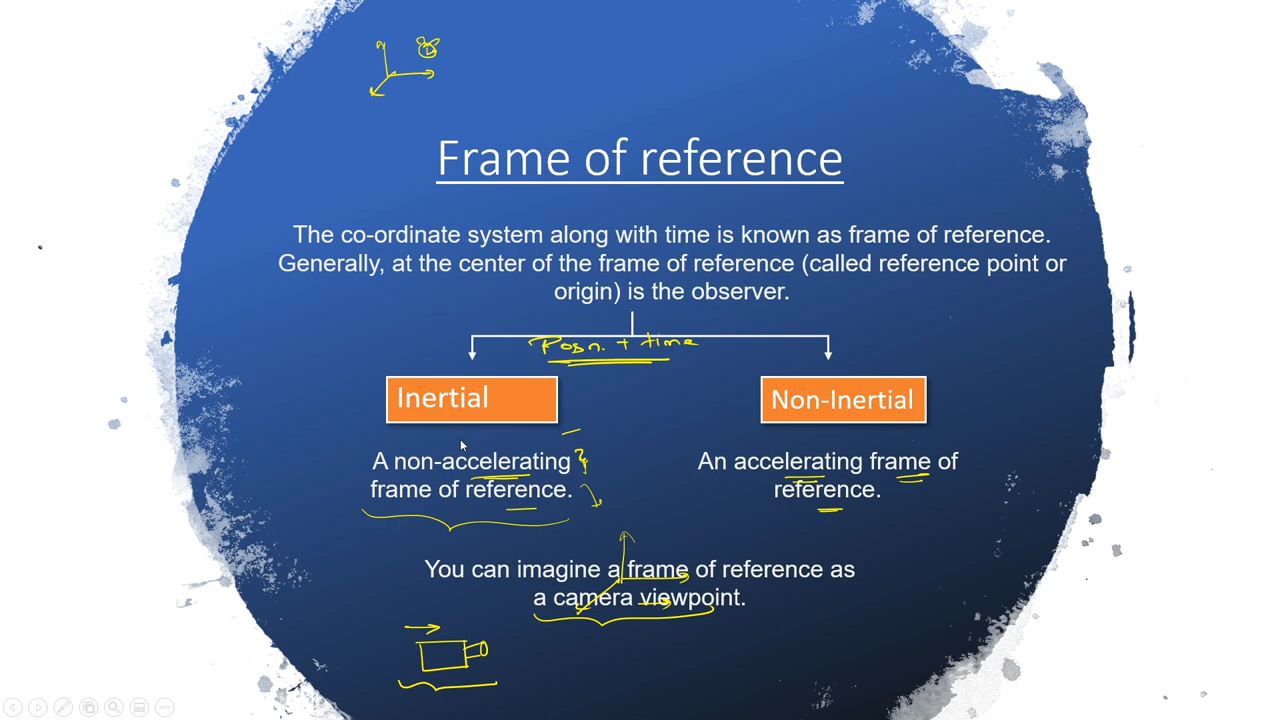 Frame of reference
The co-ordinate system along with time is known as frame of reference.
Generally, at the center of the frame of reference (called reference point or
origin) is the observer.
Posn. + time
Inertial
Non-Inertial
A non-accelerating
frame of reference.
An accelerating frame of
reference.
You can imagine a frame of reference as
a camera viewpoint.